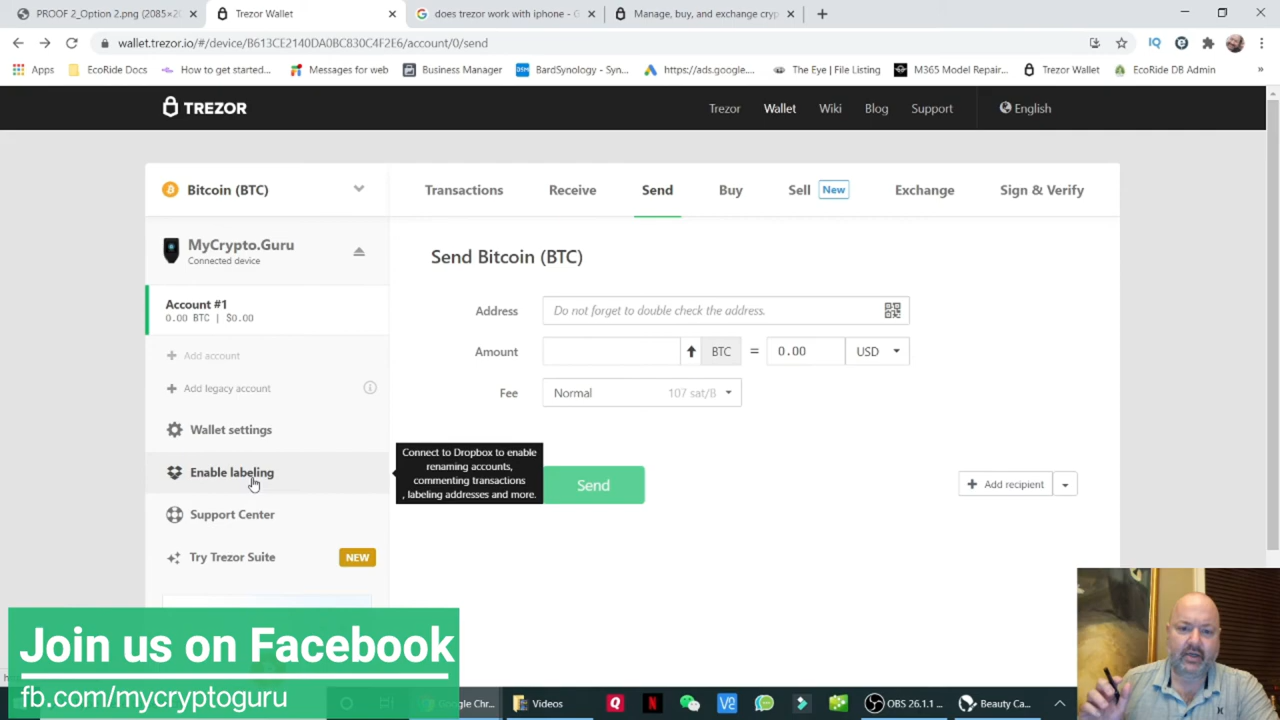 PROOF 2_Option 2.png (2085×20
Trezor Wallet
does trezor work with iphone - G
Manage, buy, and exchange cryp
wallet.trezor.io/#/device/B613CE2140DA0BC830C4F2E6/account/0/send
Apps
EcoRide Docs
How to get started...
Messages for web
Business Manager
BardSynology - Syn...
https://ads.google....
The Eye | File Listing
M365 Model Repair...
Trezor Wallet
EcoRide DB Admin
TREZOR
Trezor
Wallet
Wiki
Blog
Support
English
Bitcoin (BTC)
Transactions
Receive
Send
Buy
Sell
New
Exchange
Sign & Verify
MyCrypto.Guru
Connected device
Account #1
0.00 BTC | $0.00
Add account
Add legacy account
Wallet settings
Enable labeling
Support Center
Try Trezor Suite
NEW
Send Bitcoin (BTC)
Address
Do not forget to double check the address.
Amount
BTC
=
0.00
USD
Fee
Normal
107 sat/B
Connect to Dropbox to enable
renaming accounts,
commenting transactions
, labeling addresses and more.
Send
Add recipient
Join us on Facebook
fb.com/mycryptoguru
Google Chr...
Videos
OBS 26.1.1 ...
Beauty Ca...